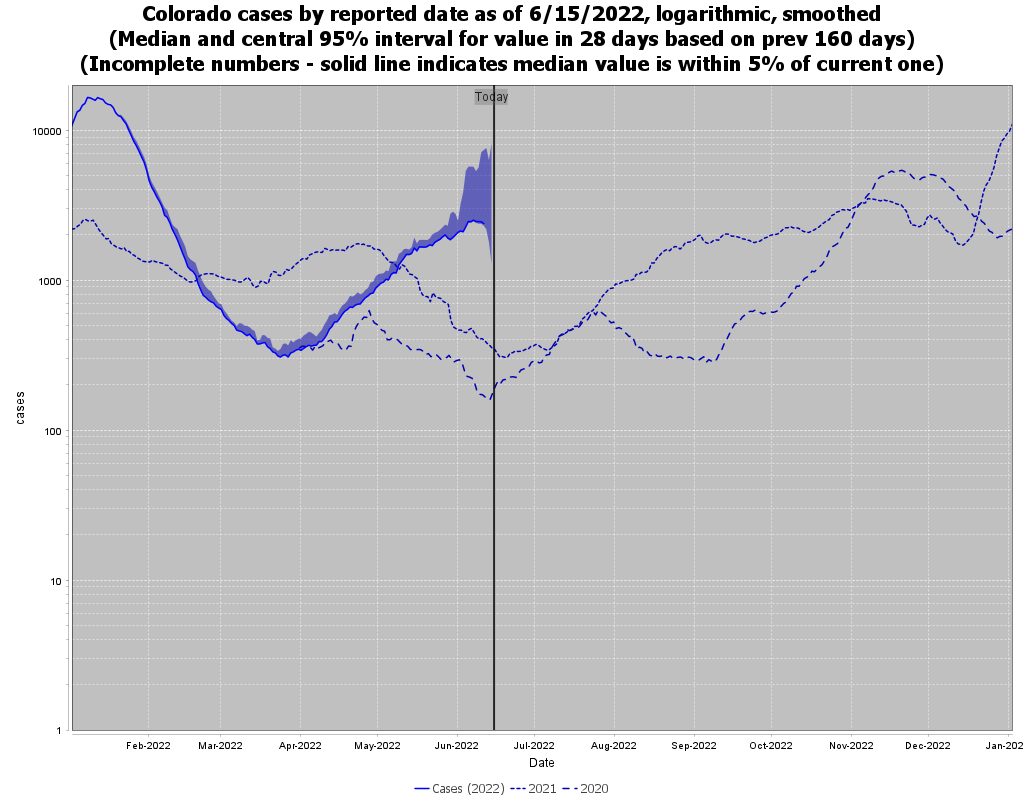 Colorado cases by reported date as of 6/15/2022, logarithmic, smoothed
(Median and central 95% interval for value in 28 days based on prev 160 days)
(Incomplete numbers - solid line indicates median value is within 5% of current one)
Today
10000
1000
100
10
1
cases
Feb-2022 Mar-2022 Apr-2022 May-2022 Jun-2022 Jul-2022 Aug-2022 Sep-2022 Oct-2022 Nov-2022 Dec-2022 Jan-202
Date
Cases (2022) 2021 2020